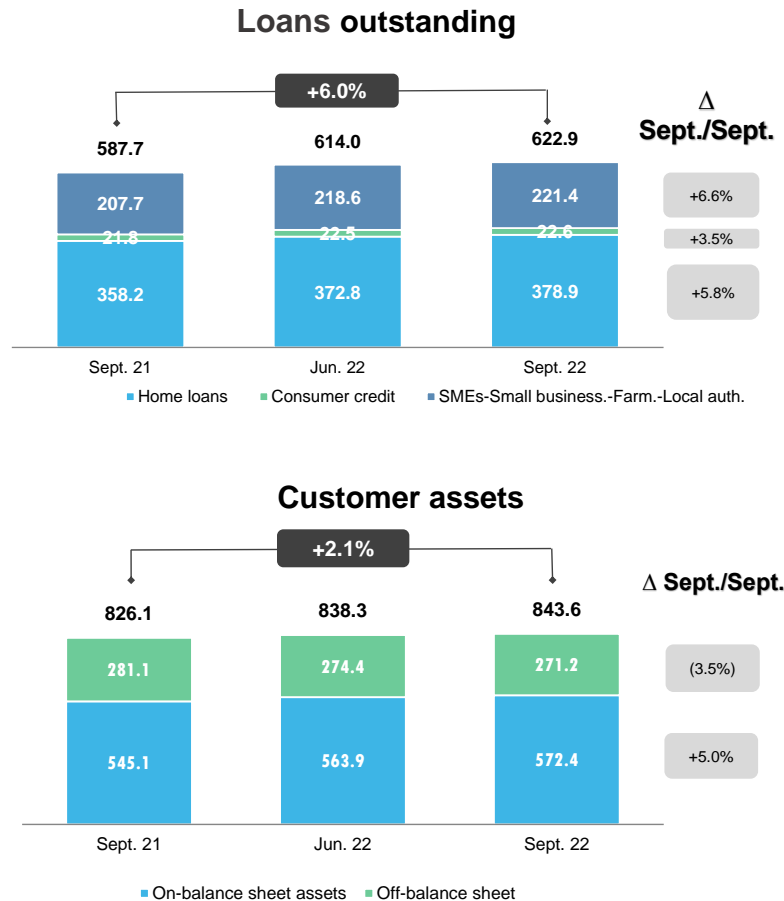 Loans outstanding
+6.0%
Δ
Sept./Sept.
587.7 614.0 622.9
207.7 218.6 221.4 +6.6%
21.8 22.5 22.6 +3.5%
358.2 372.8 378.9 +5.8%
Sept. 21 Jun. 22 Sept. 22
Home loans Consumer credit SMEs-Small business.-Farm.-Local auth.
Customer assets
+2.1%
Δ Sept./Sept.
826.1 838.3 843.6
281.1 274.4 271.2 (3.5%)
545.1 563.9 572.4 +5.0%
Sept. 21 Jun. 22 Sept. 22
On-balance sheet assets Off-balance sheet